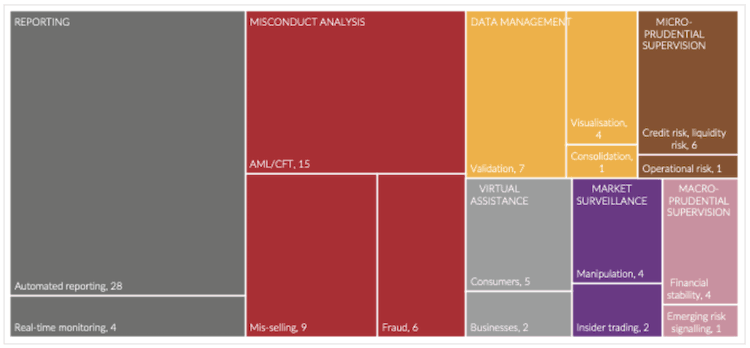 REPORTING
Automated reporting, 28
Real-time monitoring, 4
MISCONDUCT ANALYSIS
AML/CFT, 15
Mis-selling, 9
Fraud, 6
DATA MANAGEMENT
Validation, 7
Visualisation,
4
Consolidation,
1
MICRO-
PRUDENTIAL
SUPERVISION
Credit risk, liquidity
risk, 6
Operational risk, 1
VIRTUAL
ASSISTANCE
Consumers, 5
Businesses, 2
MARKET
SURVEILLANCE
Manipulation, 4
Insider trading, 2
MACRO-
PRUDENTIAL
SUPERVISION
Financial
stability, 4
Emerging risk
signalling, 1